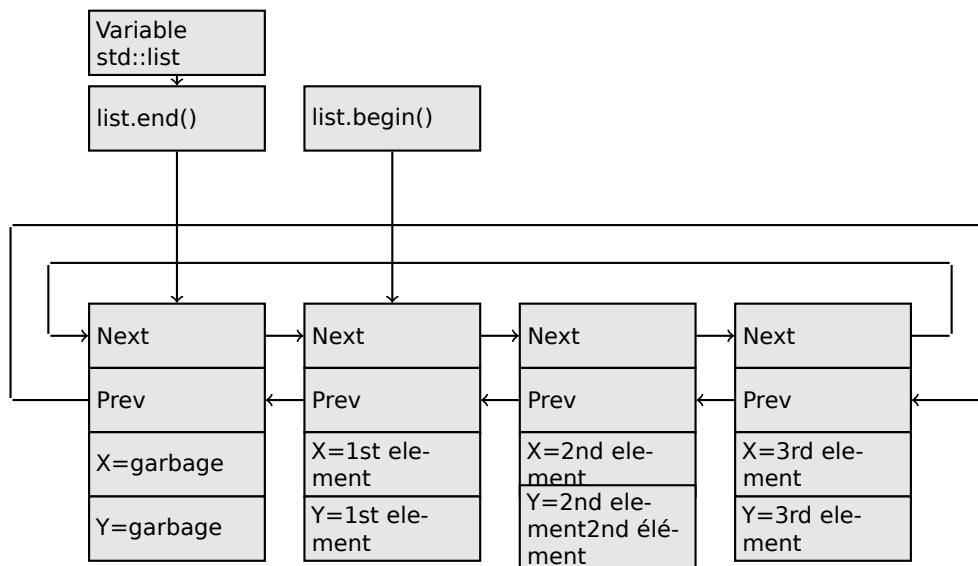 Variable
std::list
list.end()
list.begin()
Next
Next
Next
Next
Prev
Prev
Prev
Prev
X=garbage
X=1st ele-
ment
X=2nd ele-
ment
X=3rd ele-
ment
Y=garbage
Y=1st ele-
ment
Y=2nd ele-
ment2nd élé-
ment
Y=3rd ele-
ment